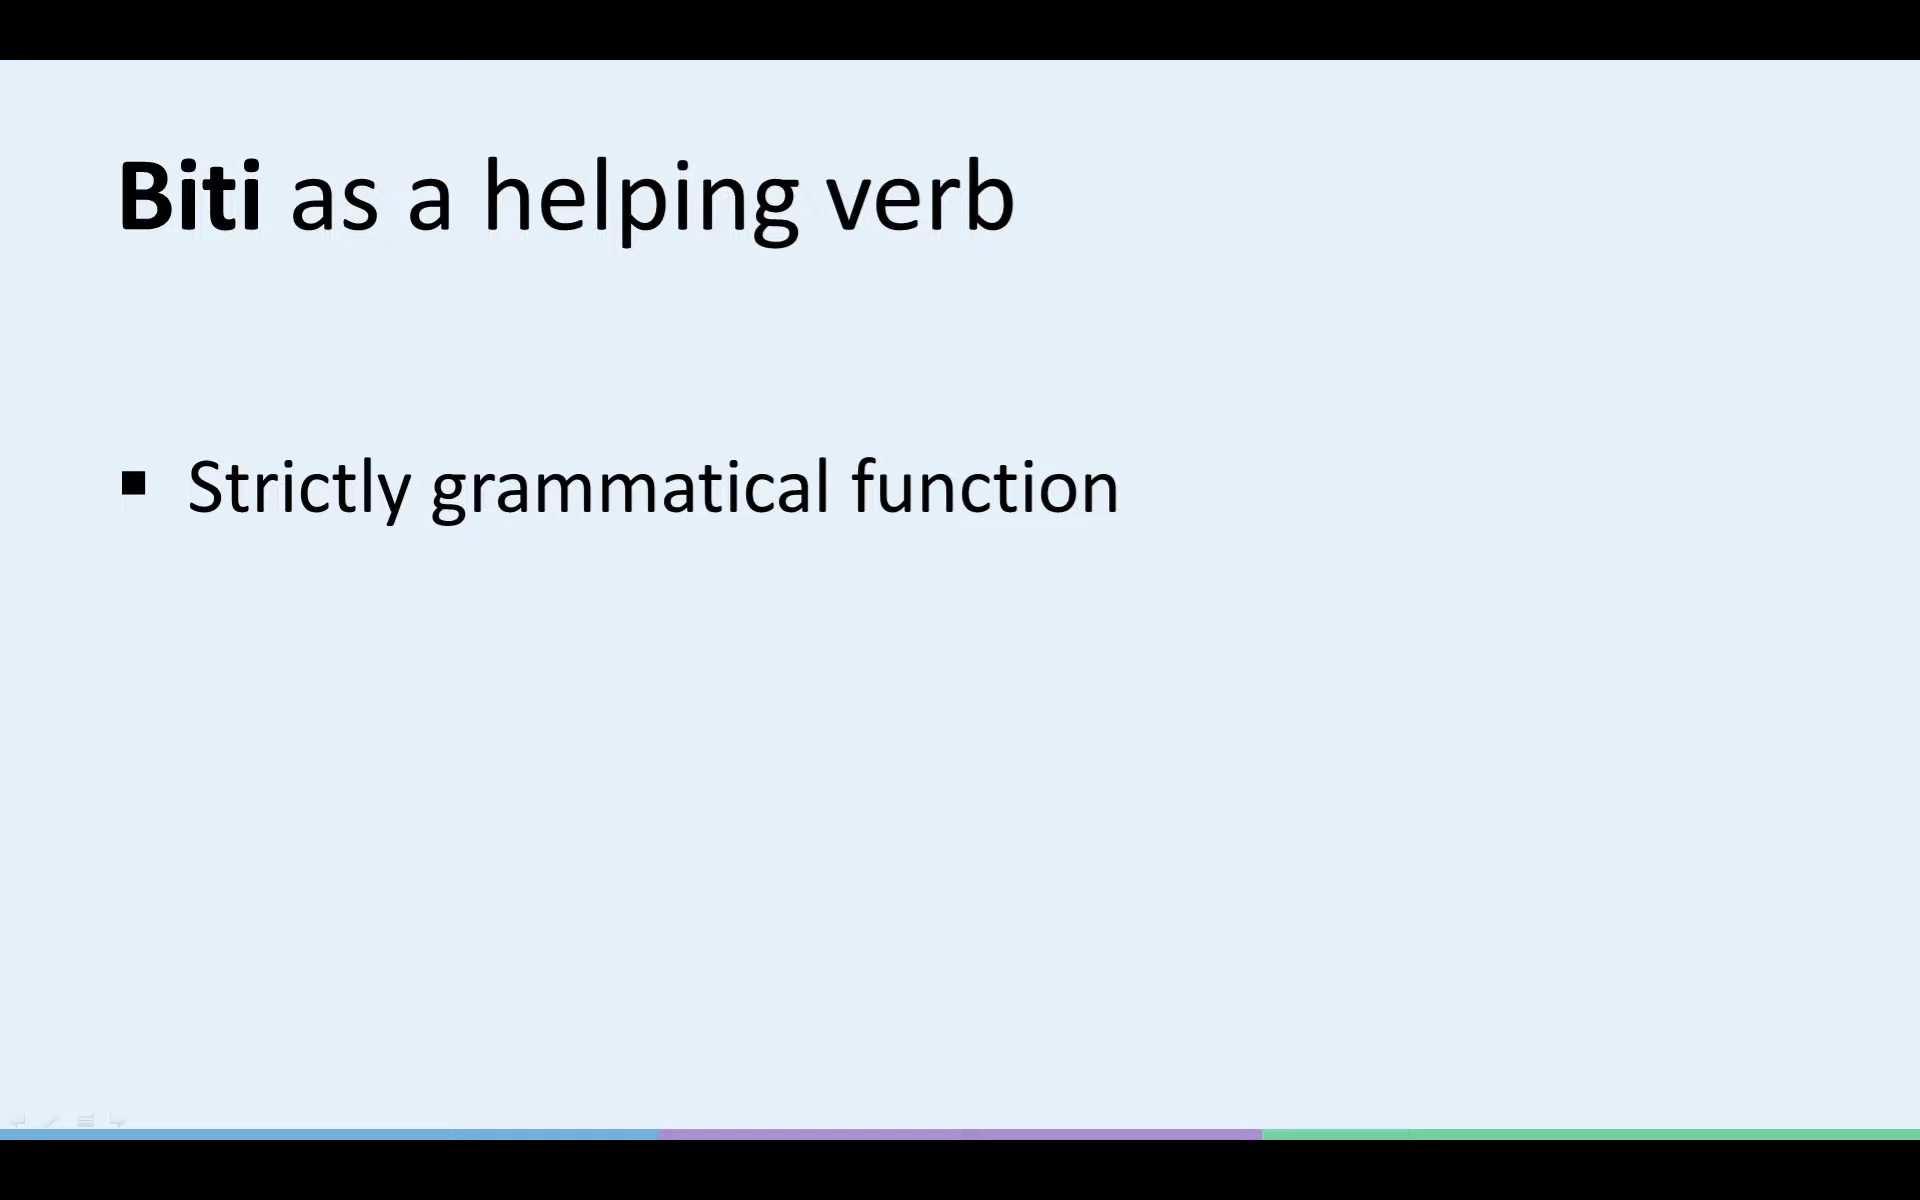 Biti as a helping verb
▪ Strictly grammatical function